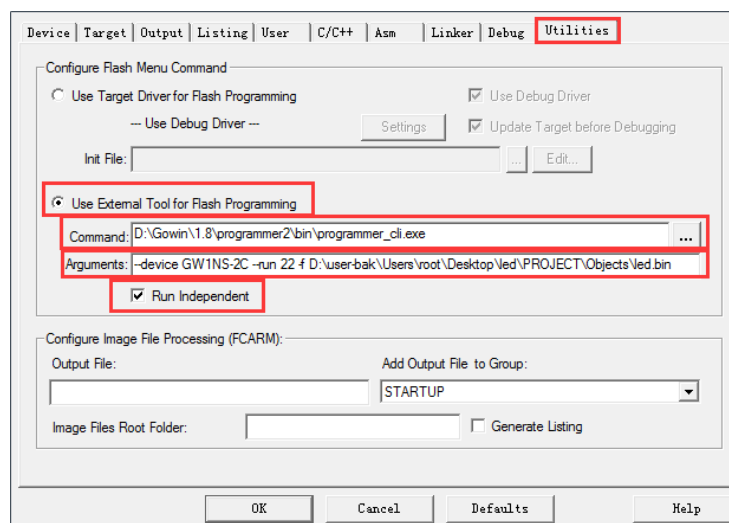 Device Target Output Listing User C/C++ Asm Linker Debug Utilities
Configure Flash Menu Command
Use Target Driver for Flash Programming
Use Debug Driver
--- Use Debug Driver ---
Settings
Update Target before Debugging
Init File:
...
Edit...
Use External Tool for Flash Programming
Command: D:\Gowin\1.8\programmer2\bin\programmer_cli.exe
...
Arguments: --device GW1NS-2C --run 22 -f D:\user-bak\Users\root\Desktop\led\PROJECT\Objects\led.bin
Run Independent
Configure Image File Processing (FCARM):
Output File:
Add Output File to Group:
STARTUP
Image Files Root Folder:
Generate Listing
OK Cancel Defaults Help